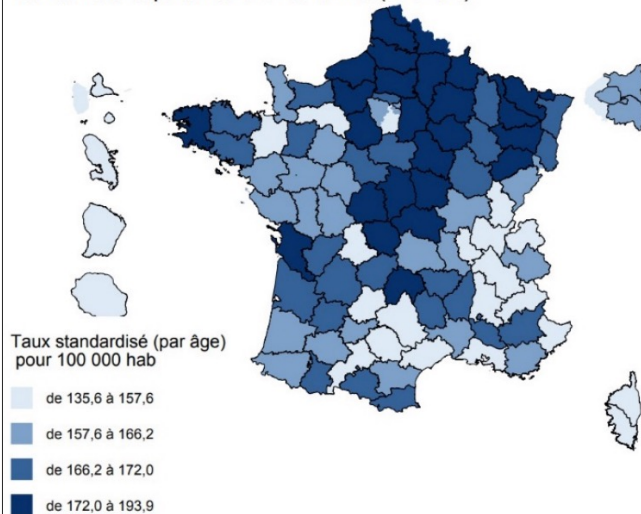 Taux standardisé (par âge)
pour 100 000 hab
de 135,6 à 157,6
de 157,6 à 166,2
de 166,2 à 172,0
de 172,0 à 193,9